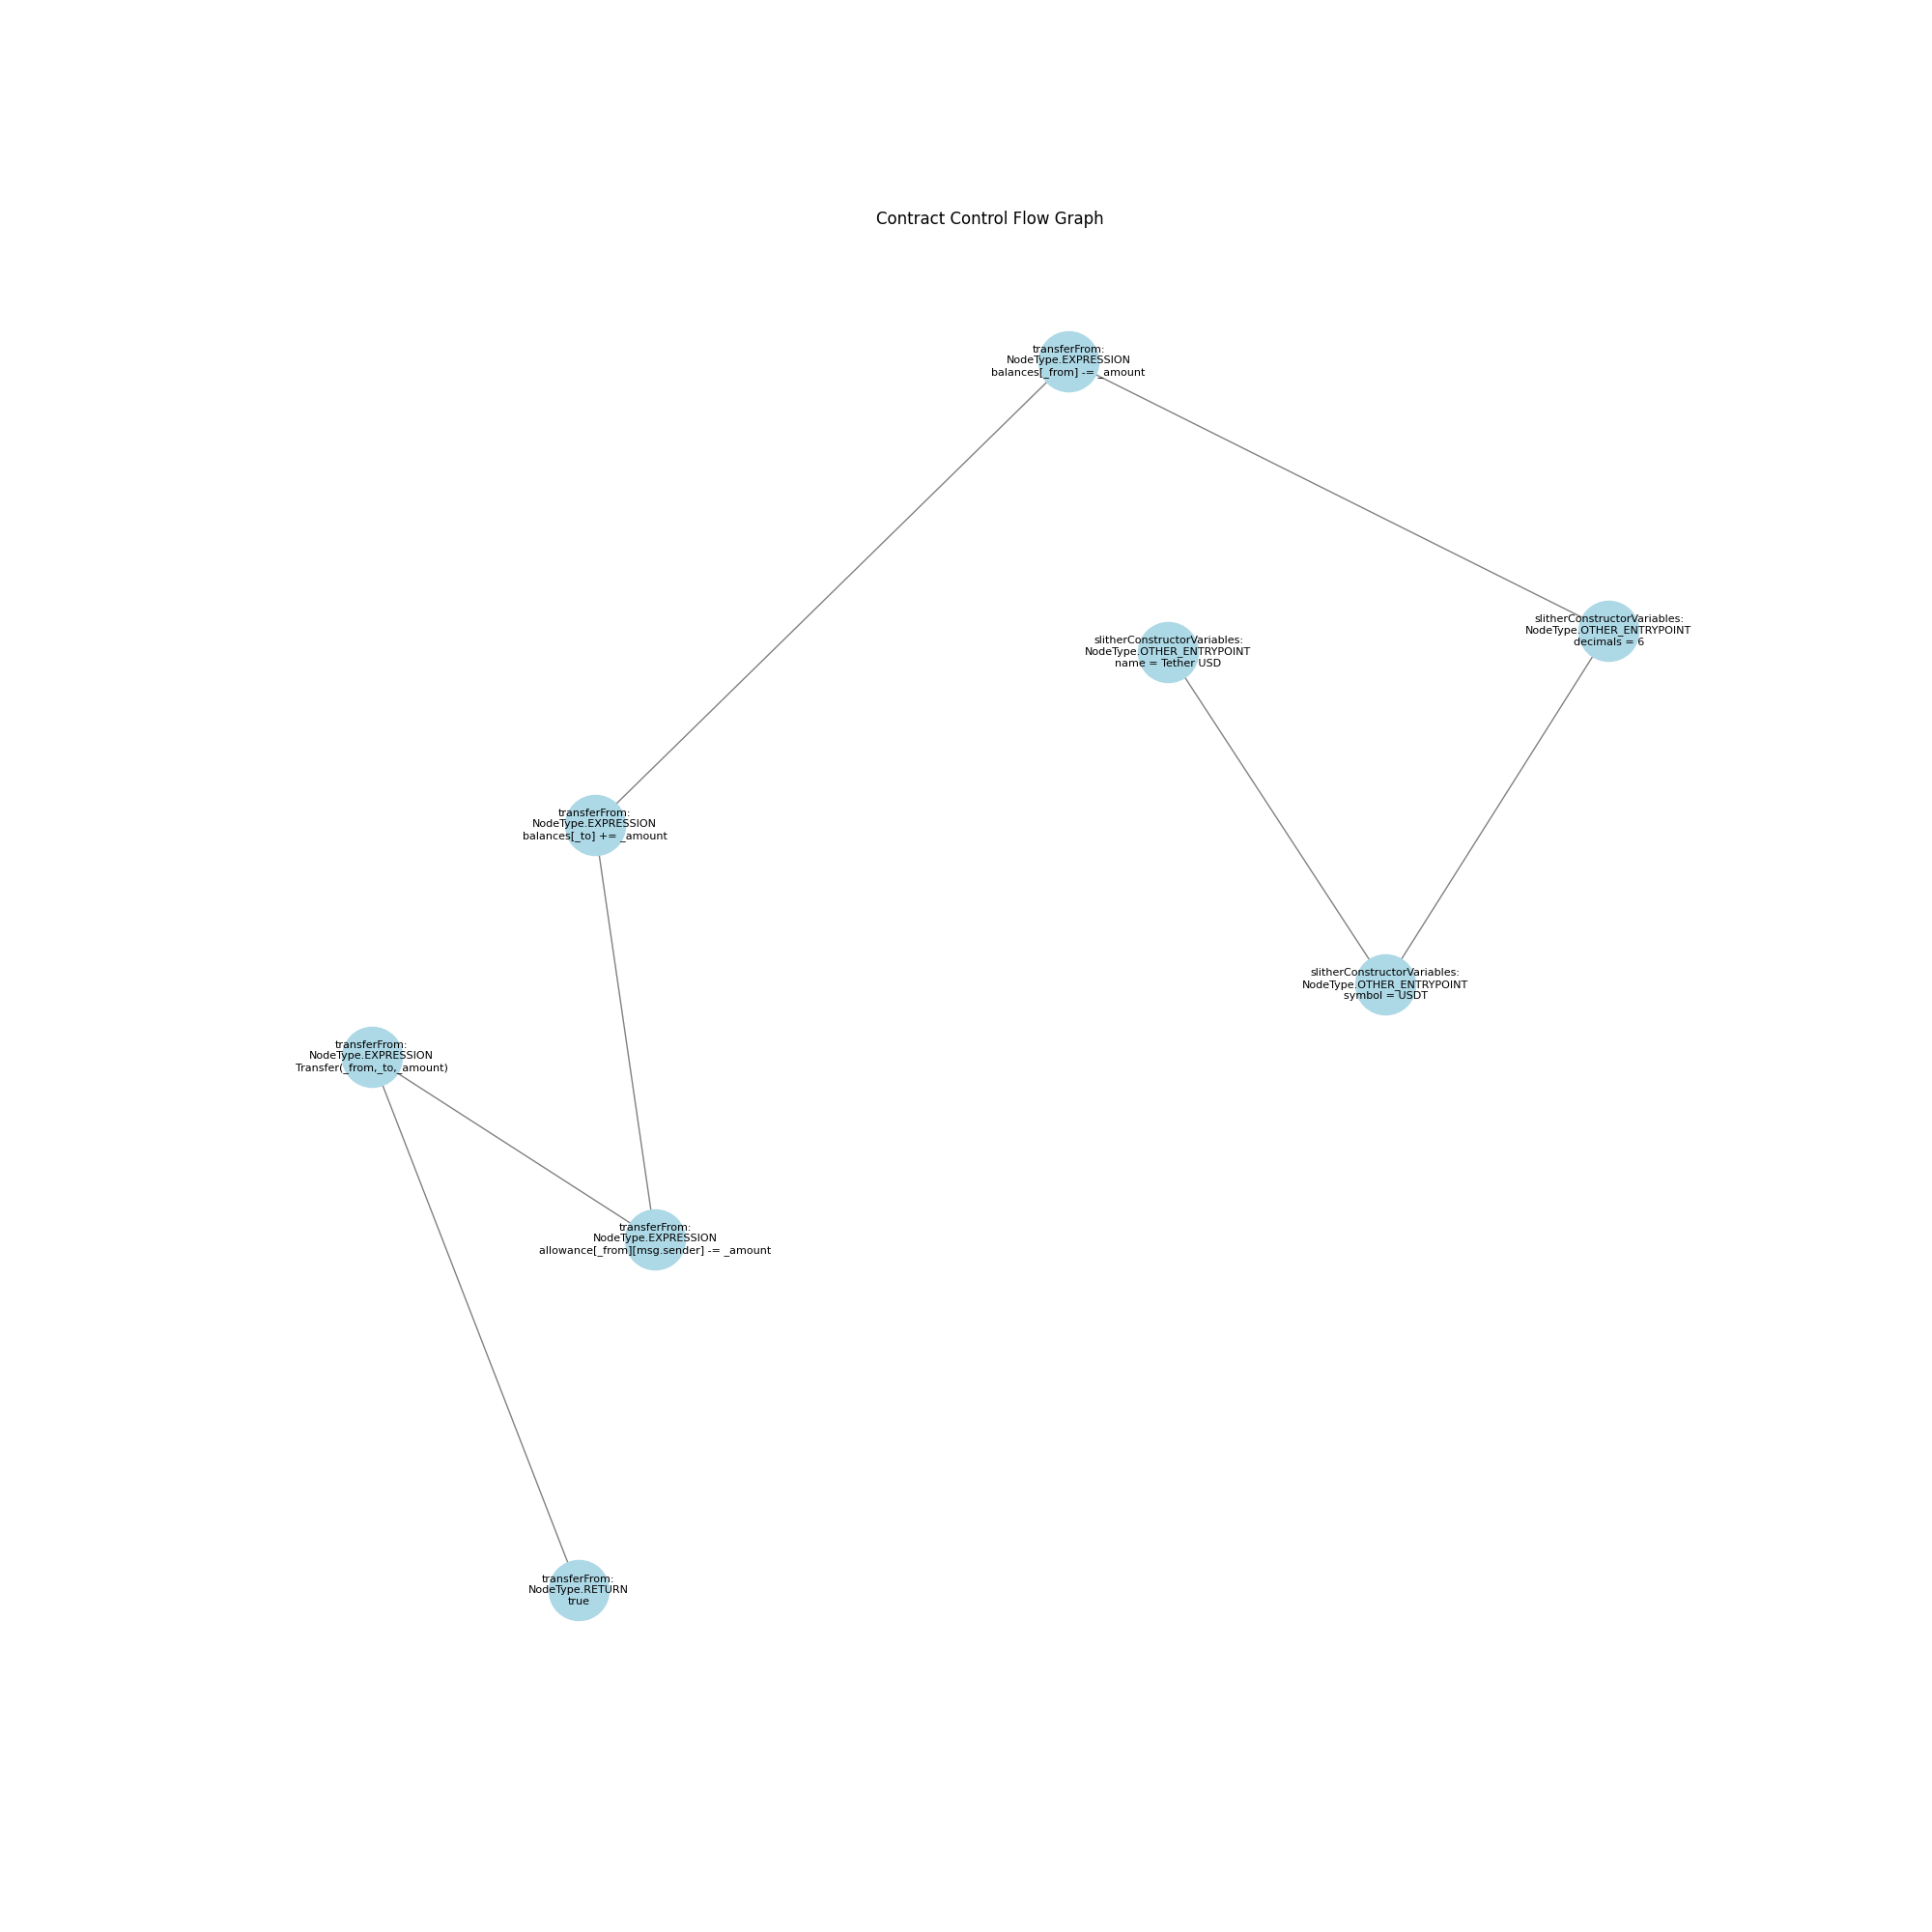 Contract Control Flow Graph
transferFrom:
NodeType.EXPRESSION
balances[_from] -= _amount
slitherConstructorVariables:
NodeType.OTHER_ENTRYPOINT
decimals = 6
slitherConstructorVariables:
NodeType.OTHER_ENTRYPOINT
name = Tether USD
transferFrom:
NodeType.EXPRESSION
balances[_to] += _amount
slitherConstructorVariables:
NodeType.OTHER_ENTRYPOINT
symbol = USDT
transferFrom:
NodeType.EXPRESSION
Transfer(_from,_to,_amount)
transferFrom:
NodeType.EXPRESSION
allowance[_from][msg.sender] -= _amount
transferFrom:
NodeType.RETURN
true